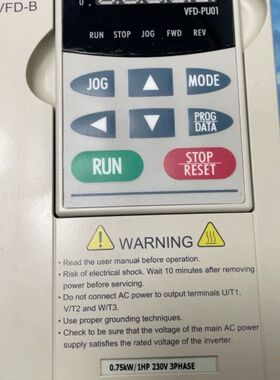 VFD-B
VFD-PU01
RUN STOP JOG FWD REV
JOG
MODE
PROG
DATA
RUN
STOP
RESET
WARNING
• Read the user manual before operation.
• Risk of electrical shock. Wait 10 minutes after removing
power before servicing.
• Do not connect AC power to output terminals U/T1,
V/T2 and W/T3.
• Use proper grounding techniques.
• Check to be sure that the voltage of the main AC power
supply satisfies the rated voltage of the inverter.
0.75kW/1HP 230V 3PHASE